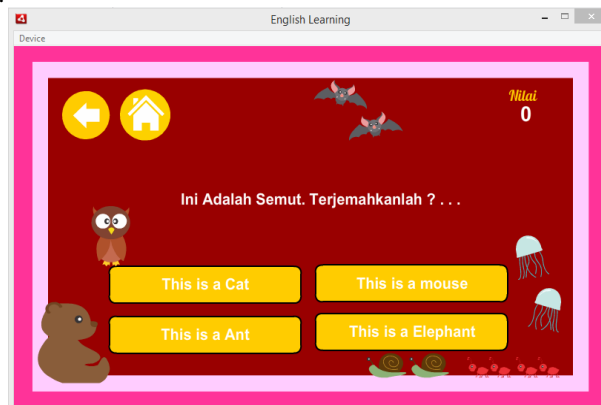 English Learning
Device
Nilai
0
Ini Adalah Semut. Terjemahkanlah ? . . .
This is a Cat
This is a mouse
This is a Ant
This is a Elephant